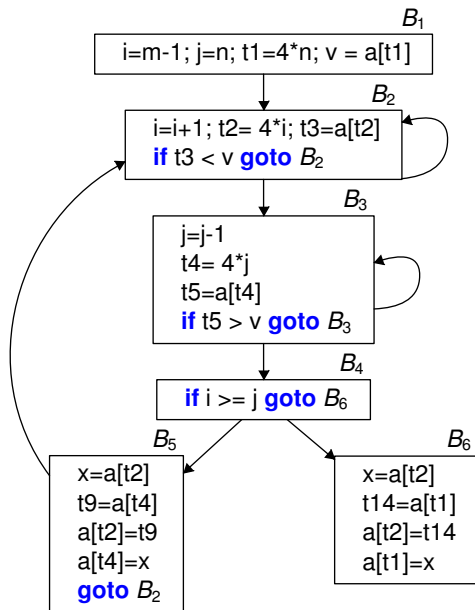 B₁
i=m-1; j=n; t1=4*n; v = a[t1]
B₂
i=i+1; t2= 4*i; t3=a[t2]
if t3 < v goto B₂
B₃
j=j-1
t4= 4*j
t5=a[t4]
if t5 > v goto B₃
B₄
if i >= j goto B₆
B₅
x=a[t2]
t9=a[t4]
a[t2]=t9
a[t4]=x
goto B₂
B₆
x=a[t2]
t14=a[t1]
a[t2]=t14
a[t1]=x